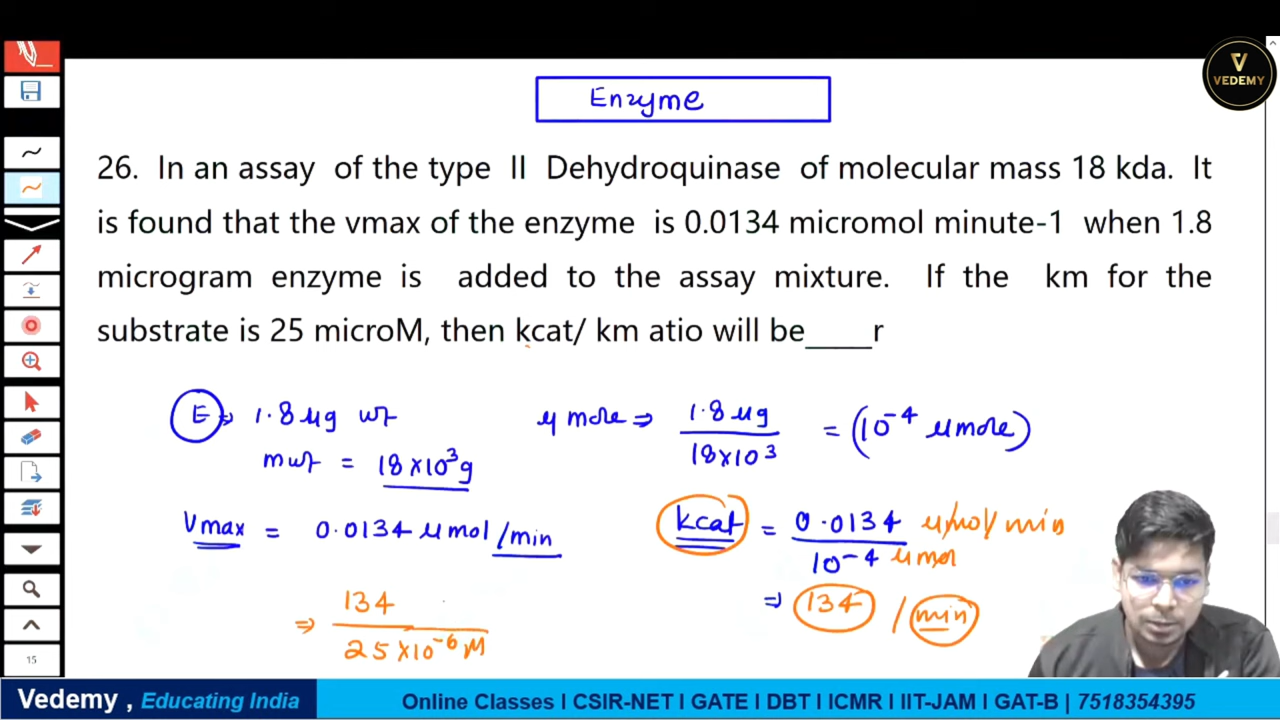 V
VEDEMY
Enzyme
26. In an assay of the type II Dehydroquinase of molecular mass 18 kda. It
is found that the vmax of the enzyme is 0.0134 micromol minute-1 when 1.8
microgram enzyme is added to the assay mixture. If the km for the
substrate is 25 microM, then kcat/ km atio will be____r
E ⇒ 1.8 μg wt
μ more ⇒ 1.8 μg / 18×10³ = (10⁻⁴ μmore)
m wt = 18×10³g
Vmax = 0.0134 μmol /min
kcat = 0.0134 μmol/min / 10⁻⁴ μmol
⇒ 134 / min
⇒ 134 / 25×10⁻⁶ M
15
Vedemy , Educating India
Online Classes I CSIR-NET I GATE I DBT I ICMR I IIT-JAM I GAT-B I 7518354395